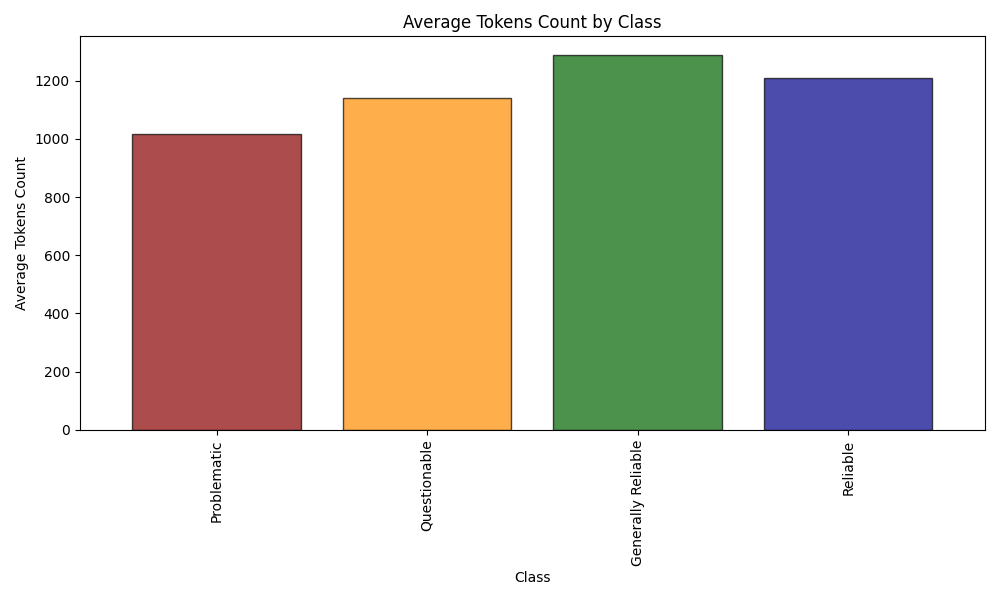 Average Tokens Count by Class
Average Tokens Count
1200
1000
800
600
400
200
0
Problematic
Questionable
Generally Reliable
Reliable
Class